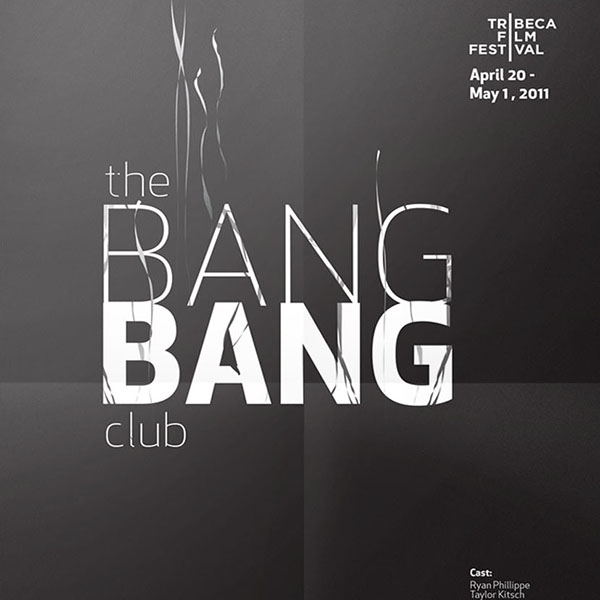 TRIBECA
FILM
FESTIVAL
April 20 -
May 1 , 2011
the
BANG
BANG
club
Cast:
Ryan Phillippe
Taylor Kitsch